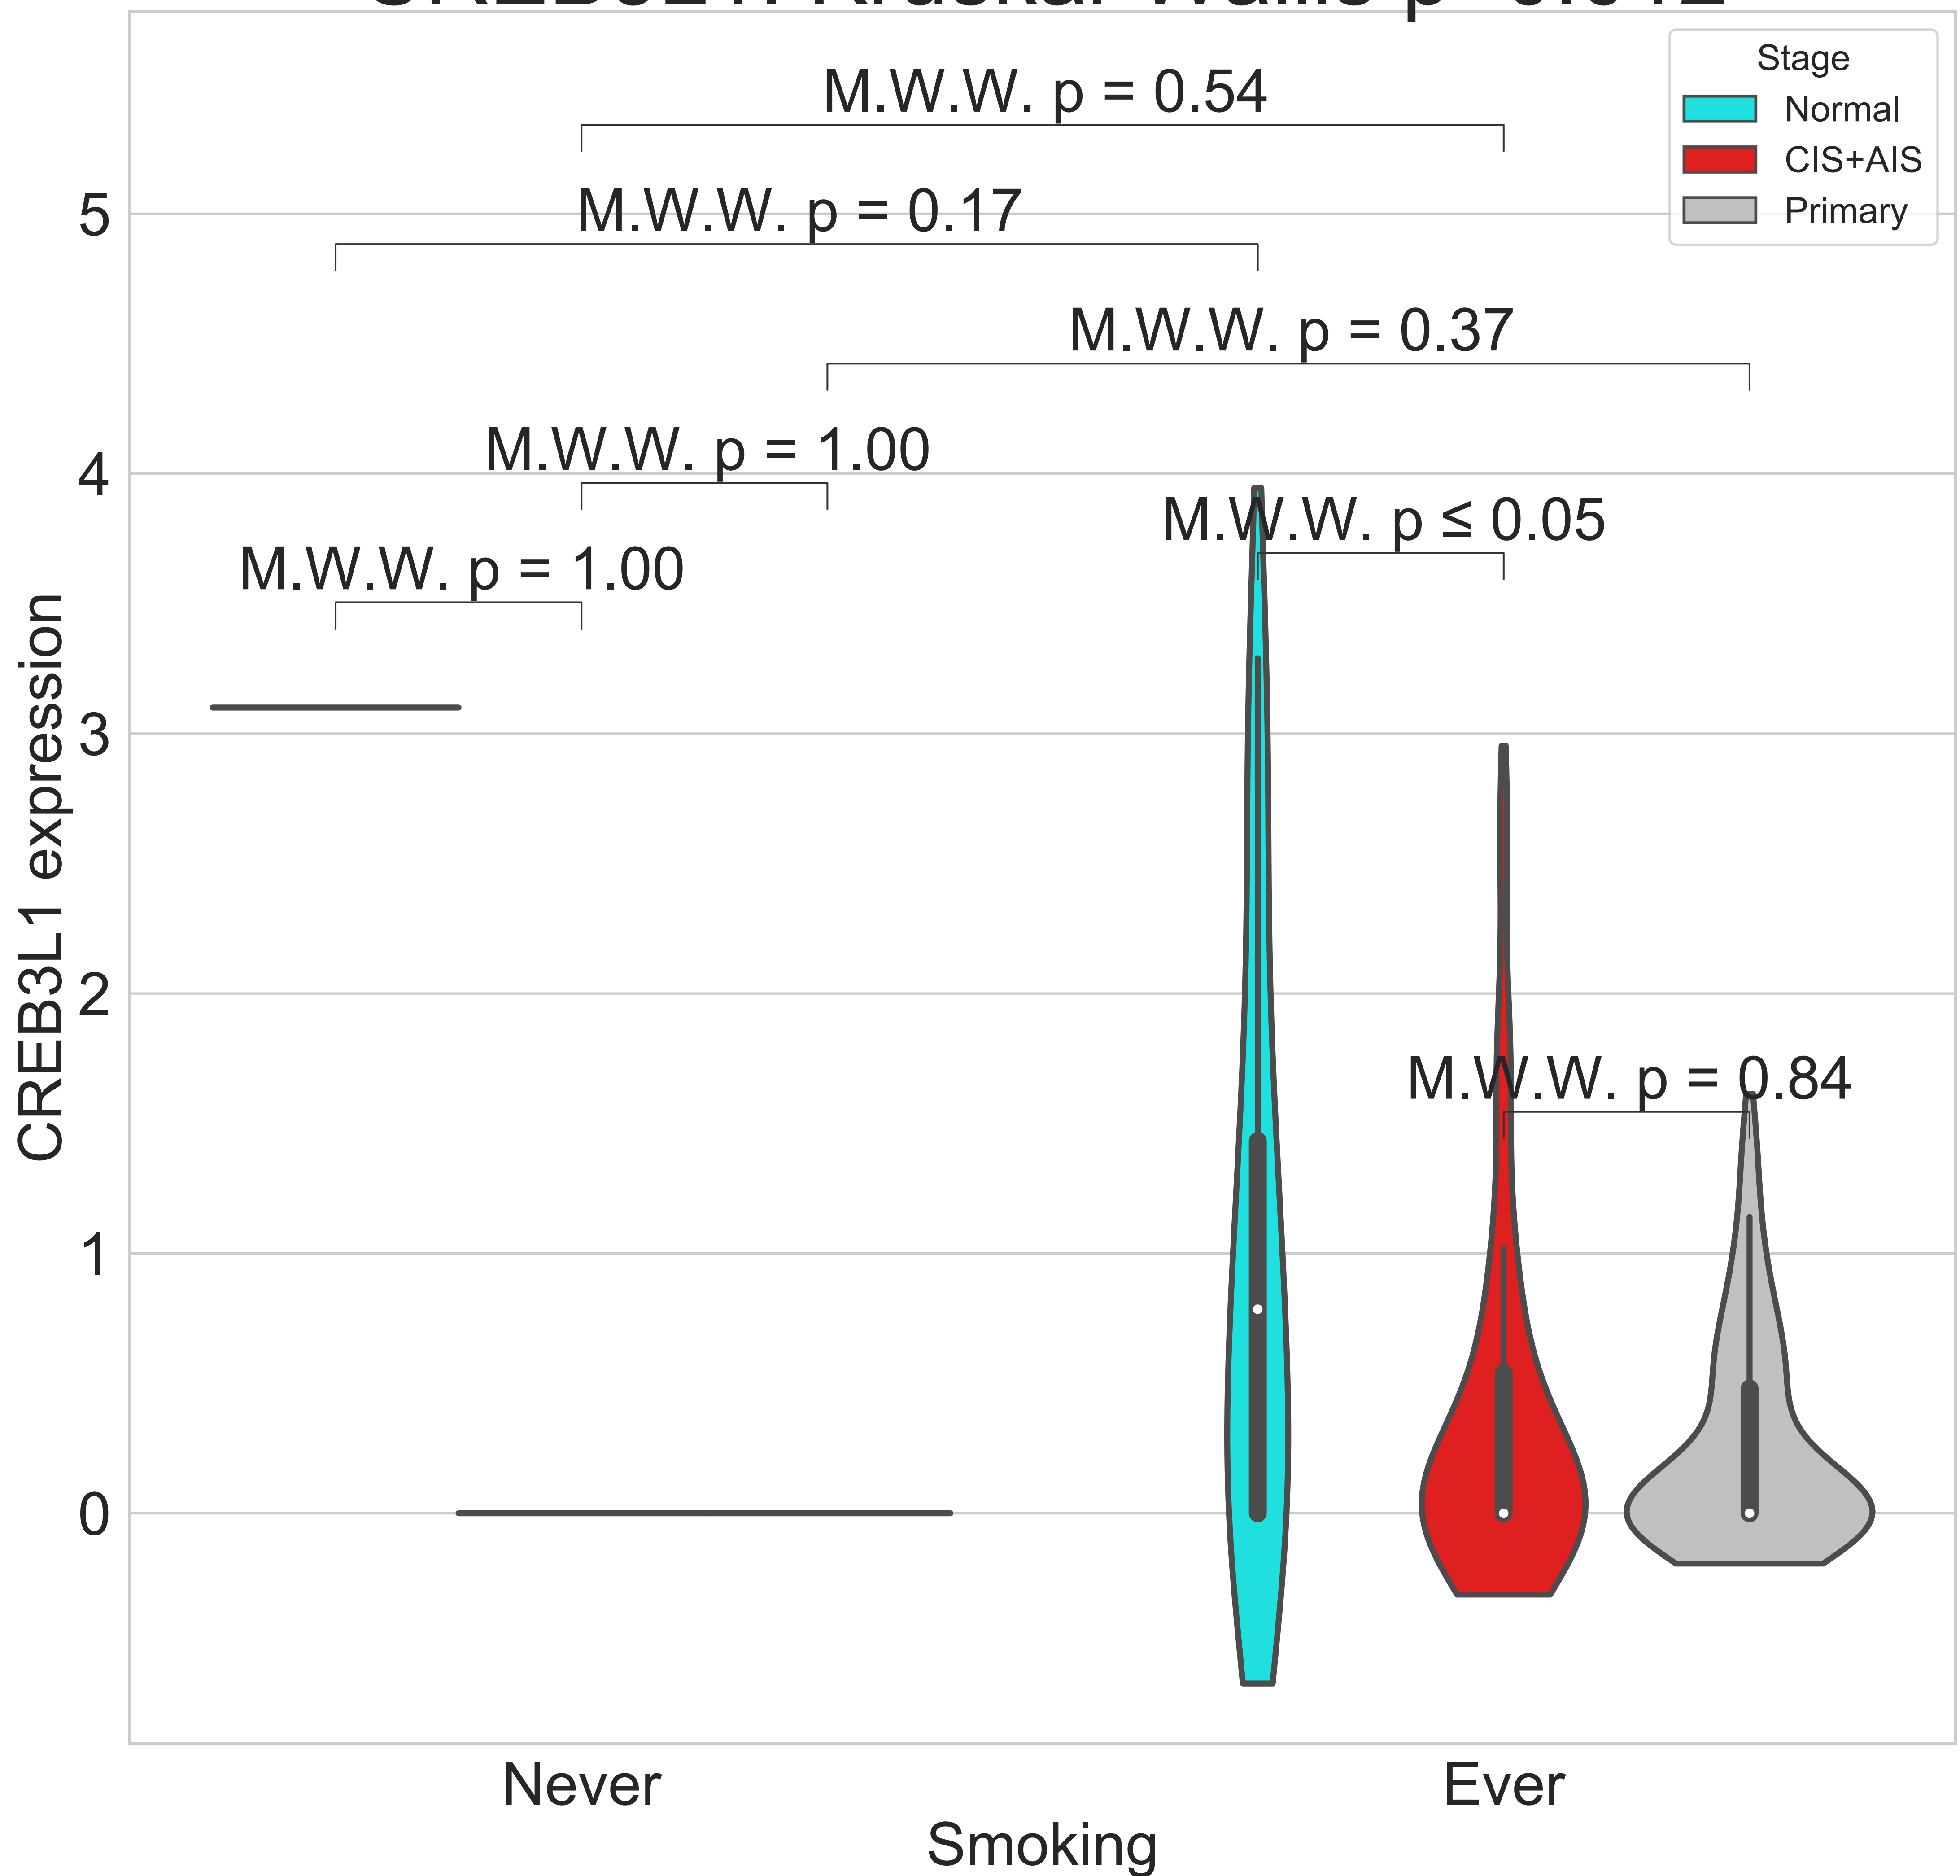 Stage
Normal
CIS+AIS
Primary
M.W.W. p = 0.54
M.W.W. p = 0.17
M.W.W. p = 0.37
M.W.W. p = 1.00
M.W.W. p ≤ 0.05
M.W.W. p = 1.00
M.W.W. p = 0.84
CREB3L1 expression
5
4
3
2
1
0
Never
Ever
Smoking